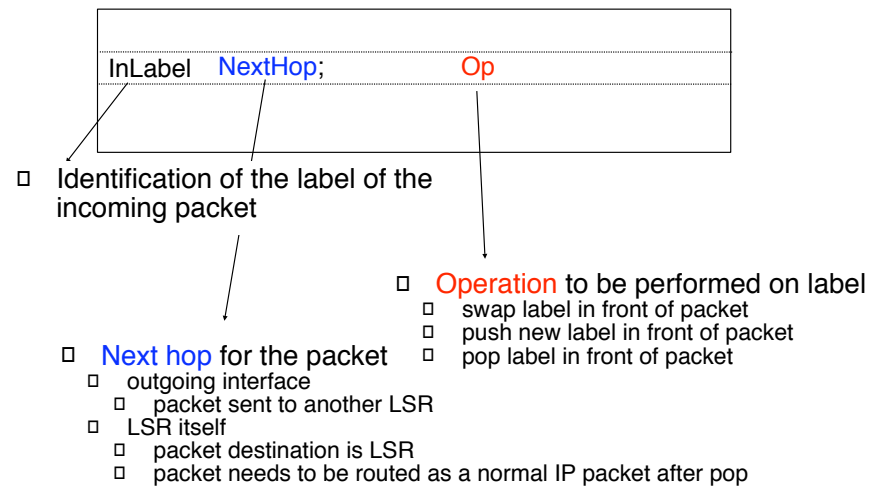 InLabel NextHop; Op
Identification of the label of the
incoming packet
Operation to be performed on label
swap label in front of packet
push new label in front of packet
pop label in front of packet
Next hop for the packet
outgoing interface
packet sent to another LSR
LSR itself
packet destination is LSR
packet needs to be routed as a normal IP packet after pop